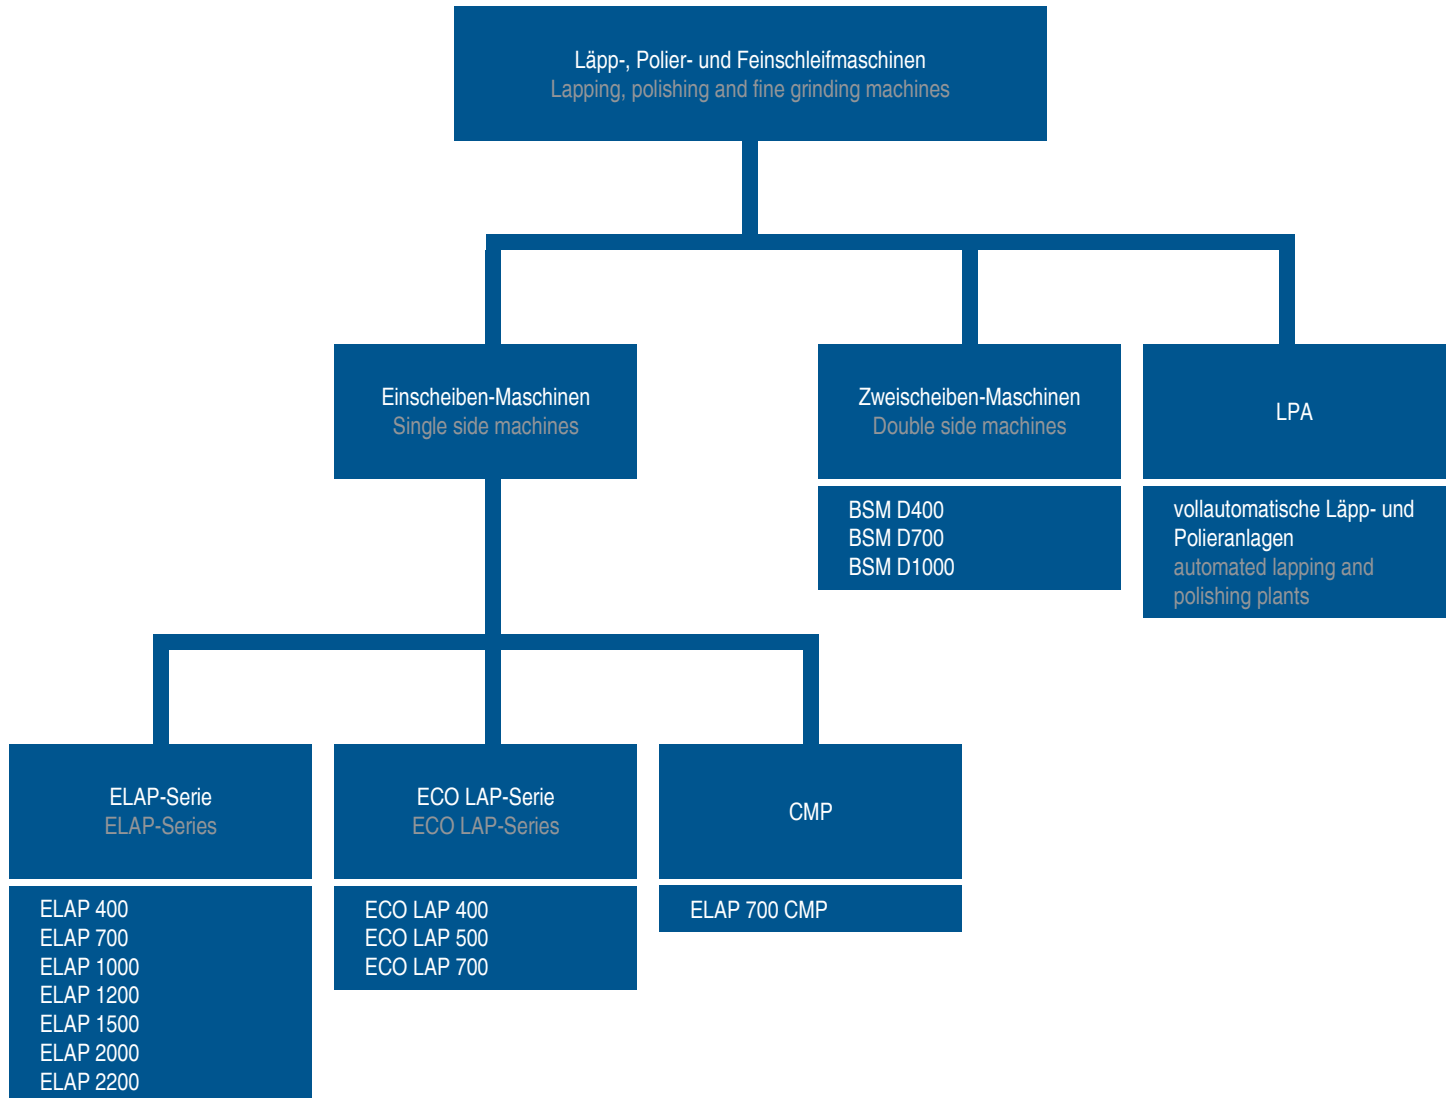 Läpp-, Polier- und Feinschleifmaschinen
Lapping, polishing and fine grinding machines
Einscheiben-Maschinen
Single side machines
Zweischeiben-Maschinen
Double side machines
LPA
BSM D400
BSM D700
BSM D1000
vollautomatische Läpp- und
Polieranlagen
automated lapping and
polishing plants
ELAP-Serie
ELAP-Series
ECO LAP-Serie
ECO LAP-Series
CMP
ELAP 400
ELAP 700
ELAP 1000
ELAP 1200
ELAP 1500
ELAP 2000
ELAP 2200
ECO LAP 400
ECO LAP 500
ECO LAP 700
ELAP 700 CMP